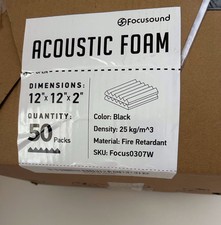 Focusound
ACOUSTIC FOAM
DIMENSIONS:
12"x 12"x 2"
QUANTITY:
50 Packs
Color: Black
Density: 25 kg/m^3
Material: Fire Retardant
SKU: Focus0307W